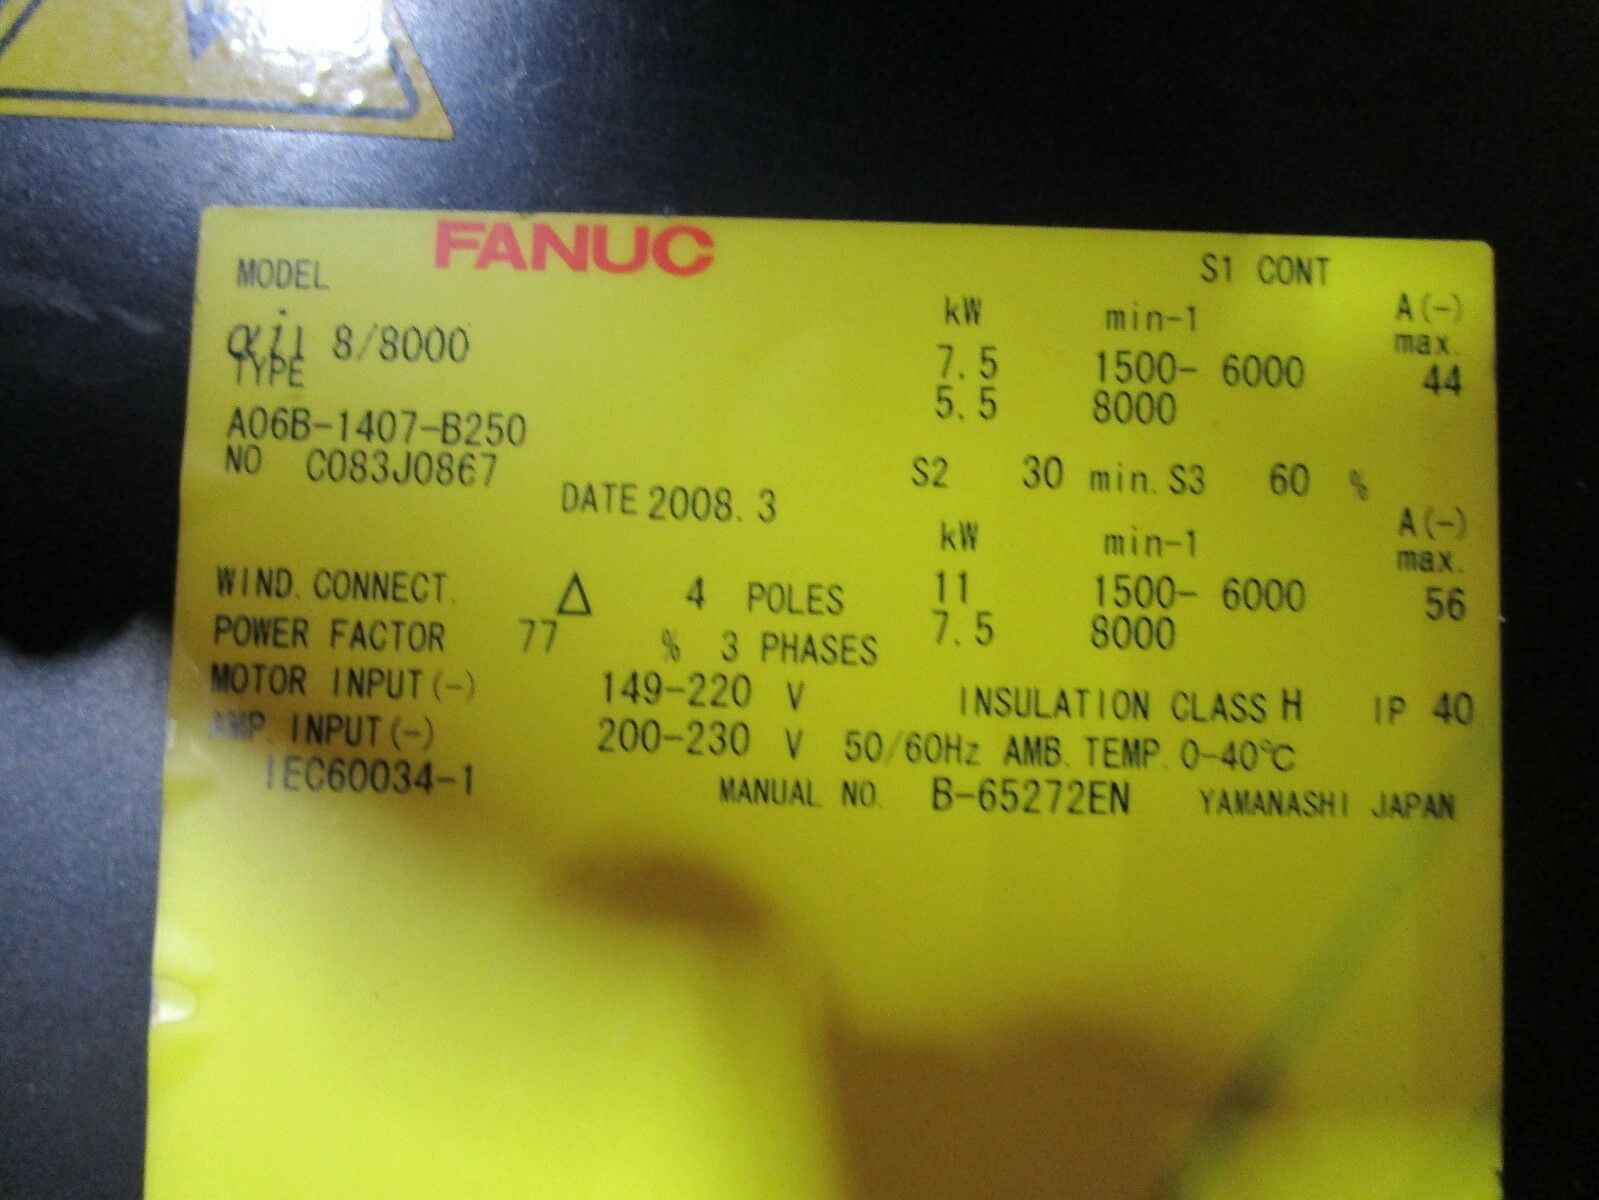 FANUC
MODEL
αiI 8/8000
TYPE
A06B-1407-B250
NO C083J0867
DATE 2008. 3
S1 CONT
kW min-1 A(~) max.
7.5 1500- 6000 44
5.5 8000
S2 30 min. S3 60 %
kW min-1 A(~) max.
11 1500- 6000 56
7.5 8000
WIND. CONNECT. Δ 4 POLES
POWER FACTOR 77 % 3 PHASES
MOTOR INPUT(~) 149-220 V INSULATION CLASS H IP 40
AMP. INPUT(~) 200-230 V 50/60Hz AMB. TEMP. 0-40℃
IEC60034-1 MANUAL NO. B-65272EN YAMANASHI JAPAN